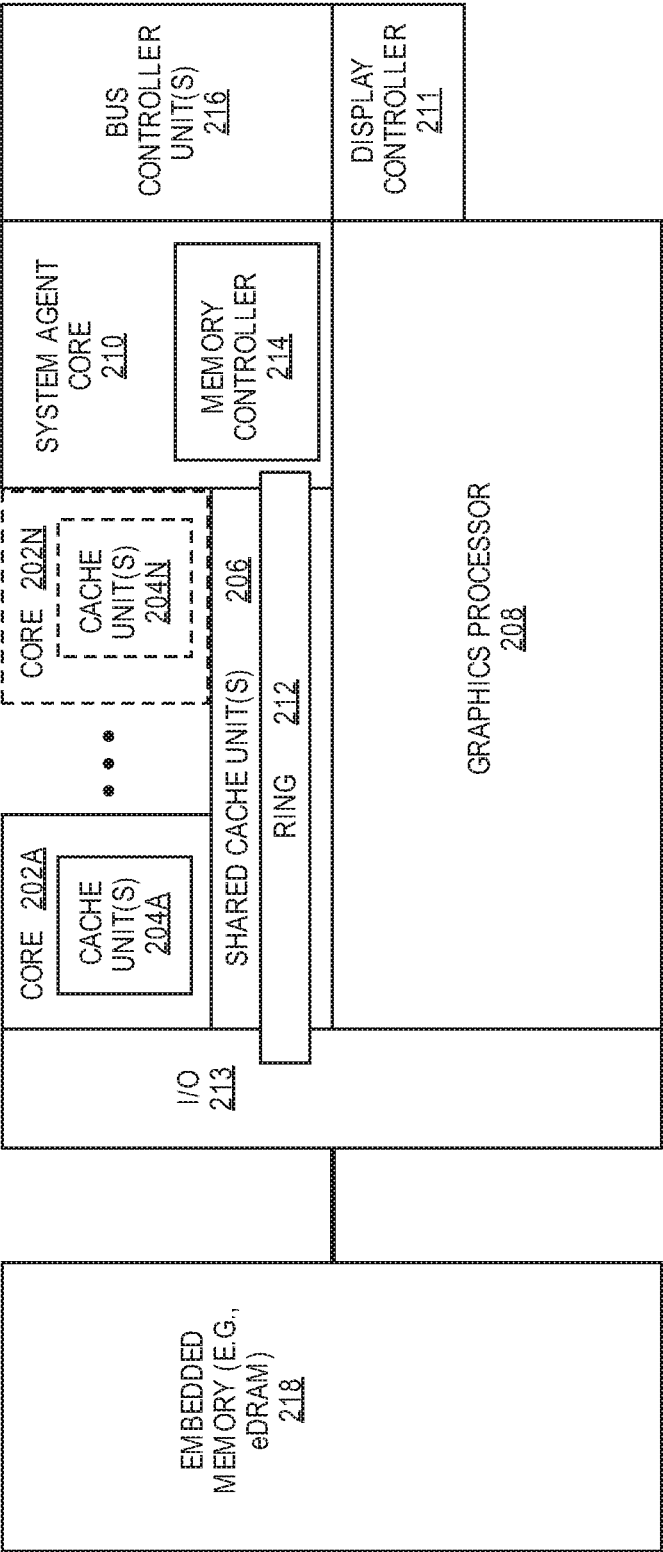 EMBEDDED
MEMORY (E.G.,
eDRAM)
218
I/O
213
CORE 202A
CACHE
UNIT(S)
204A
CORE 202N
CACHE
UNIT(S)
204N
SHARED CACHE UNIT(S) 206
RING 212
SYSTEM AGENT
CORE
210
MEMORY
CONTROLLER
214
BUS
CONTROLLER
UNIT(S)
216
DISPLAY
CONTROLLER
211
GRAPHICS PROCESSOR
208